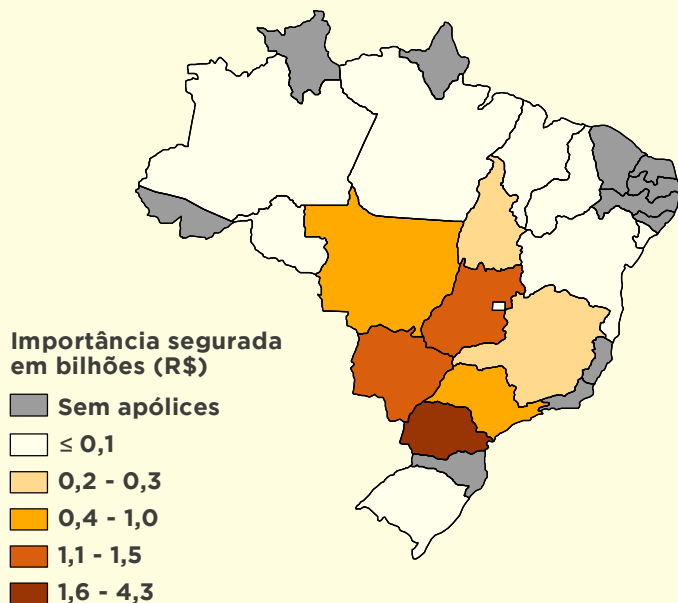 Importância segurada
em bilhões (R$)
Sem apólices
≤ 0,1
0,2 - 0,3
0,4 - 1,0
1,1 - 1,5
1,6 - 4,3